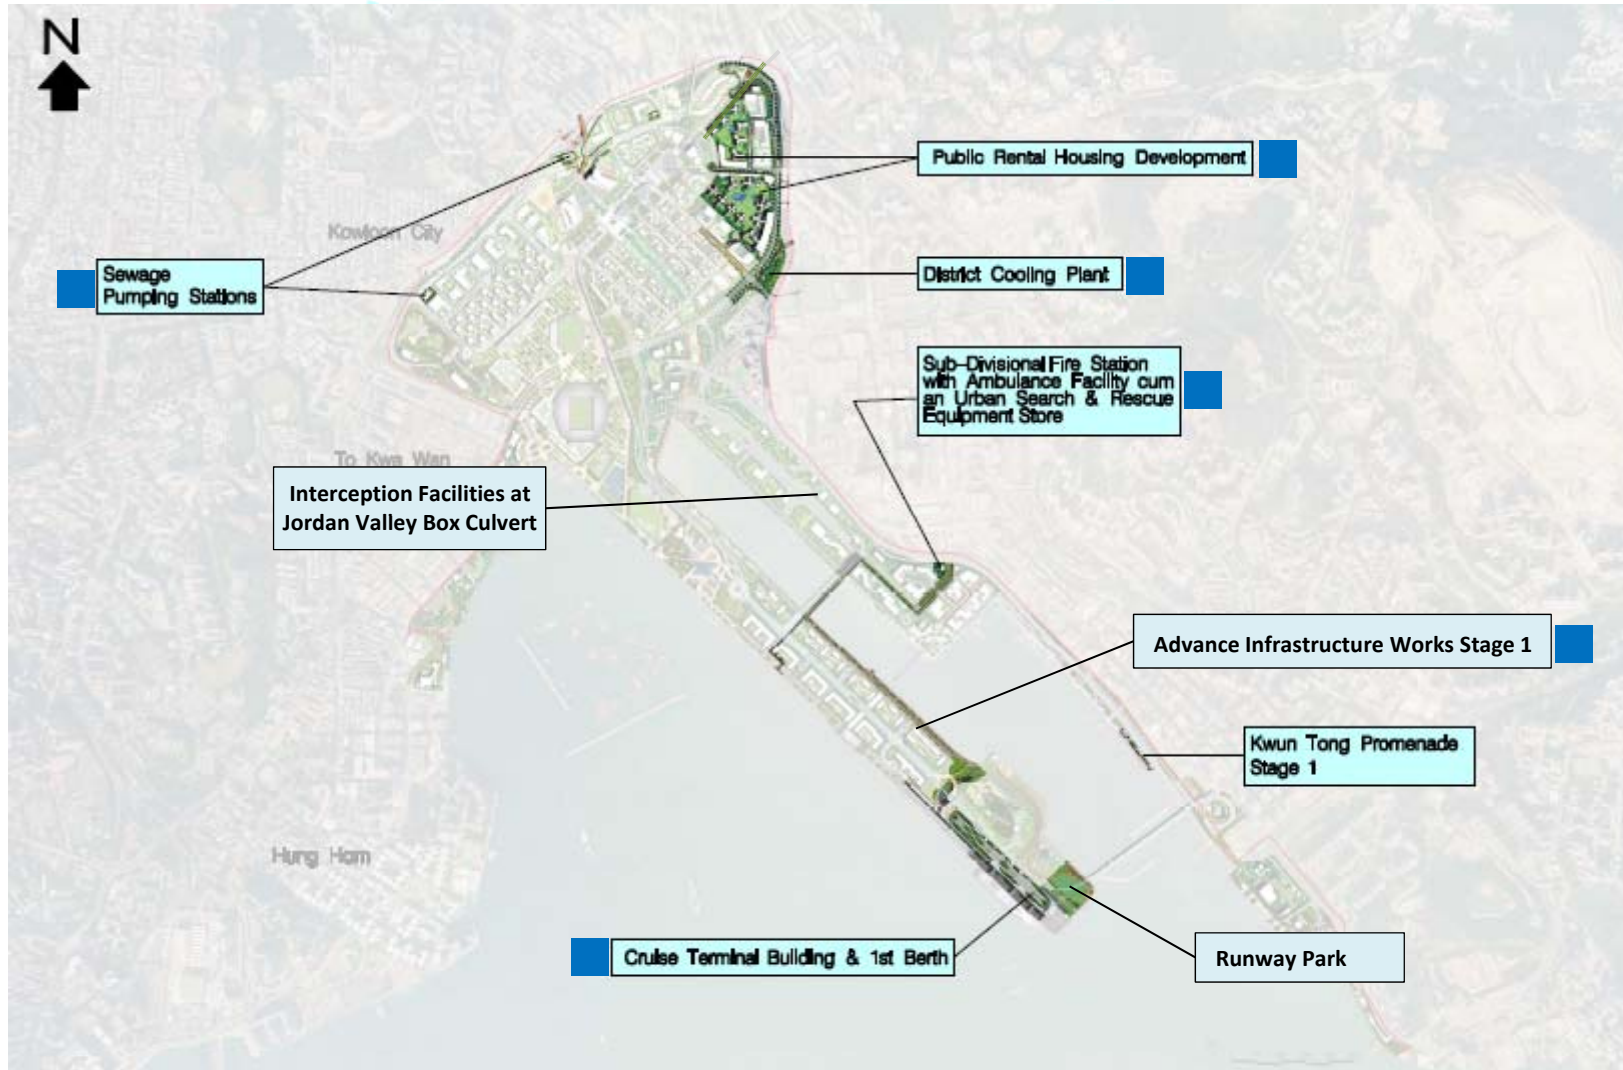 N
Public Rental Housing Development
Kowloon City
Sewage
Pumping Stations
District Cooling Plant
Sub-Divisional Fire Station
with Ambulance Facility cum
an Urban Search & Rescue
Equipment Store
To Kwa Wan
Interception Facilities at
Jordan Valley Box Culvert
Advance Infrastructure Works Stage 1
Kwun Tong Promenade
Stage 1
Hung Hom
Cruise Terminal Building & 1st Berth
Runway Park